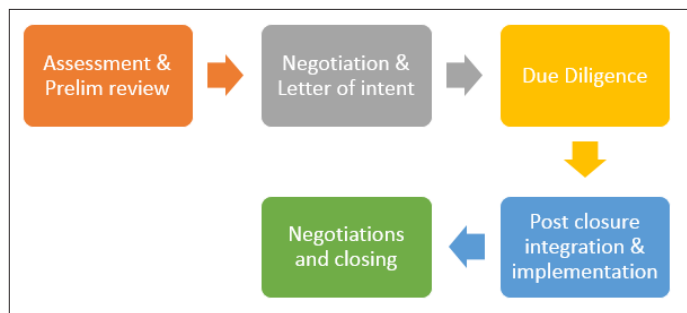 Assessment &
Prelim review
Negotiation &
Letter of intent
Due Diligence
Post closure
integration &
implementation
Negotiations
and closing